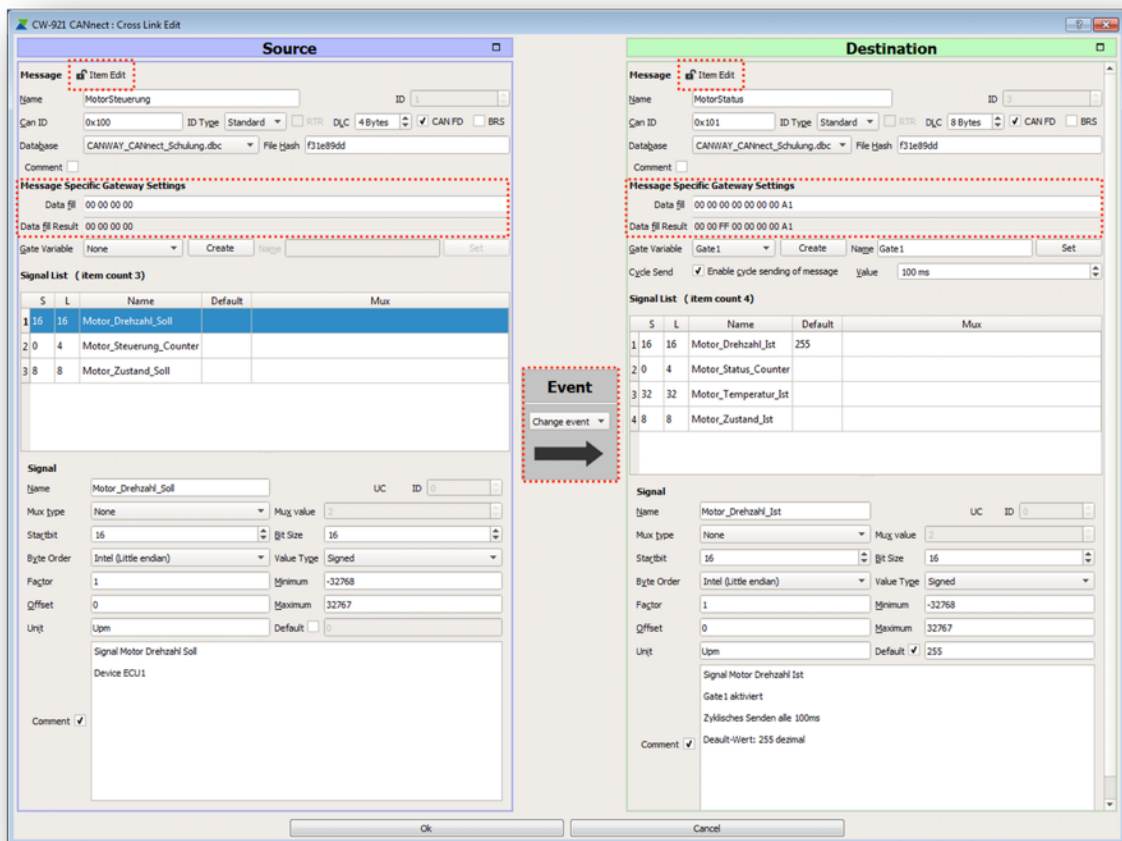 CW-921 CANnect : Cross Link Edit
Source
Message Item Edit
Name MotorSteuerung ID 1
Can ID 0x100 ID Type Standard RTR DLC 4 Bytes CAN FD BRS
Database CANWAY_CANnect_Schulung.dbc File Hash f31e89dd
Comment
Message Specific Gateway Settings
Data fill 00 00 00 00
Data fill Result 00 00 00 00
Gate Variable None Create Name Set
Signal List ( item count 3)
S L Name Default Mux
1 16 16 Motor_Drehzahl_Soll
2 0 4 Motor_Steuerung_Counter
3 8 8 Motor_Zustand_Soll
Signal
Name Motor_Drehzahl_Soll UC ID 0
Mux type None Mux value 2
Startbit 16 Bit Size 16
Byte Order Intel (Little endian) Value Type Signed
Factor 1 Minimum -32768
Offset 0 Maximum 32767
Unit Upm Default 0
Signal Motor Drehzahl Soll
Device ECU1
Comment
Event
Change event
Destination
Message Item Edit
Name MotorStatus ID 3
Can ID 0x101 ID Type Standard RTR DLC 8 Bytes CAN FD BRS
Database CANWAY_CANnect_Schulung.dbc File Hash f31e89dd
Comment
Message Specific Gateway Settings
Data fill 00 00 00 00 00 00 00 A1
Data fill Result 00 00 FF 00 00 00 00 A1
Gate Variable Gate1 Create Name Gate1 Set
Cycle Send Enable cycle sending of message Value 100 ms
Signal List ( item count 4)
S L Name Default Mux
1 16 16 Motor_Drehzahl_Ist 255
2 0 4 Motor_Status_Counter
3 32 32 Motor_Temperatur_Ist
4 8 8 Motor_Zustand_Ist
Signal
Name Motor_Drehzahl_Ist UC ID 0
Mux type None Mux value 2
Startbit 16 Bit Size 16
Byte Order Intel (Little endian) Value Type Signed
Factor 1 Minimum -32768
Offset 0 Maximum 32767
Unit Upm Default 255
Signal Motor Drehzahl Ist
Gate1 aktiviert
Zyklisches Senden alle 100ms
Deault-Wert: 255 dezimal
Comment
Ok Cancel